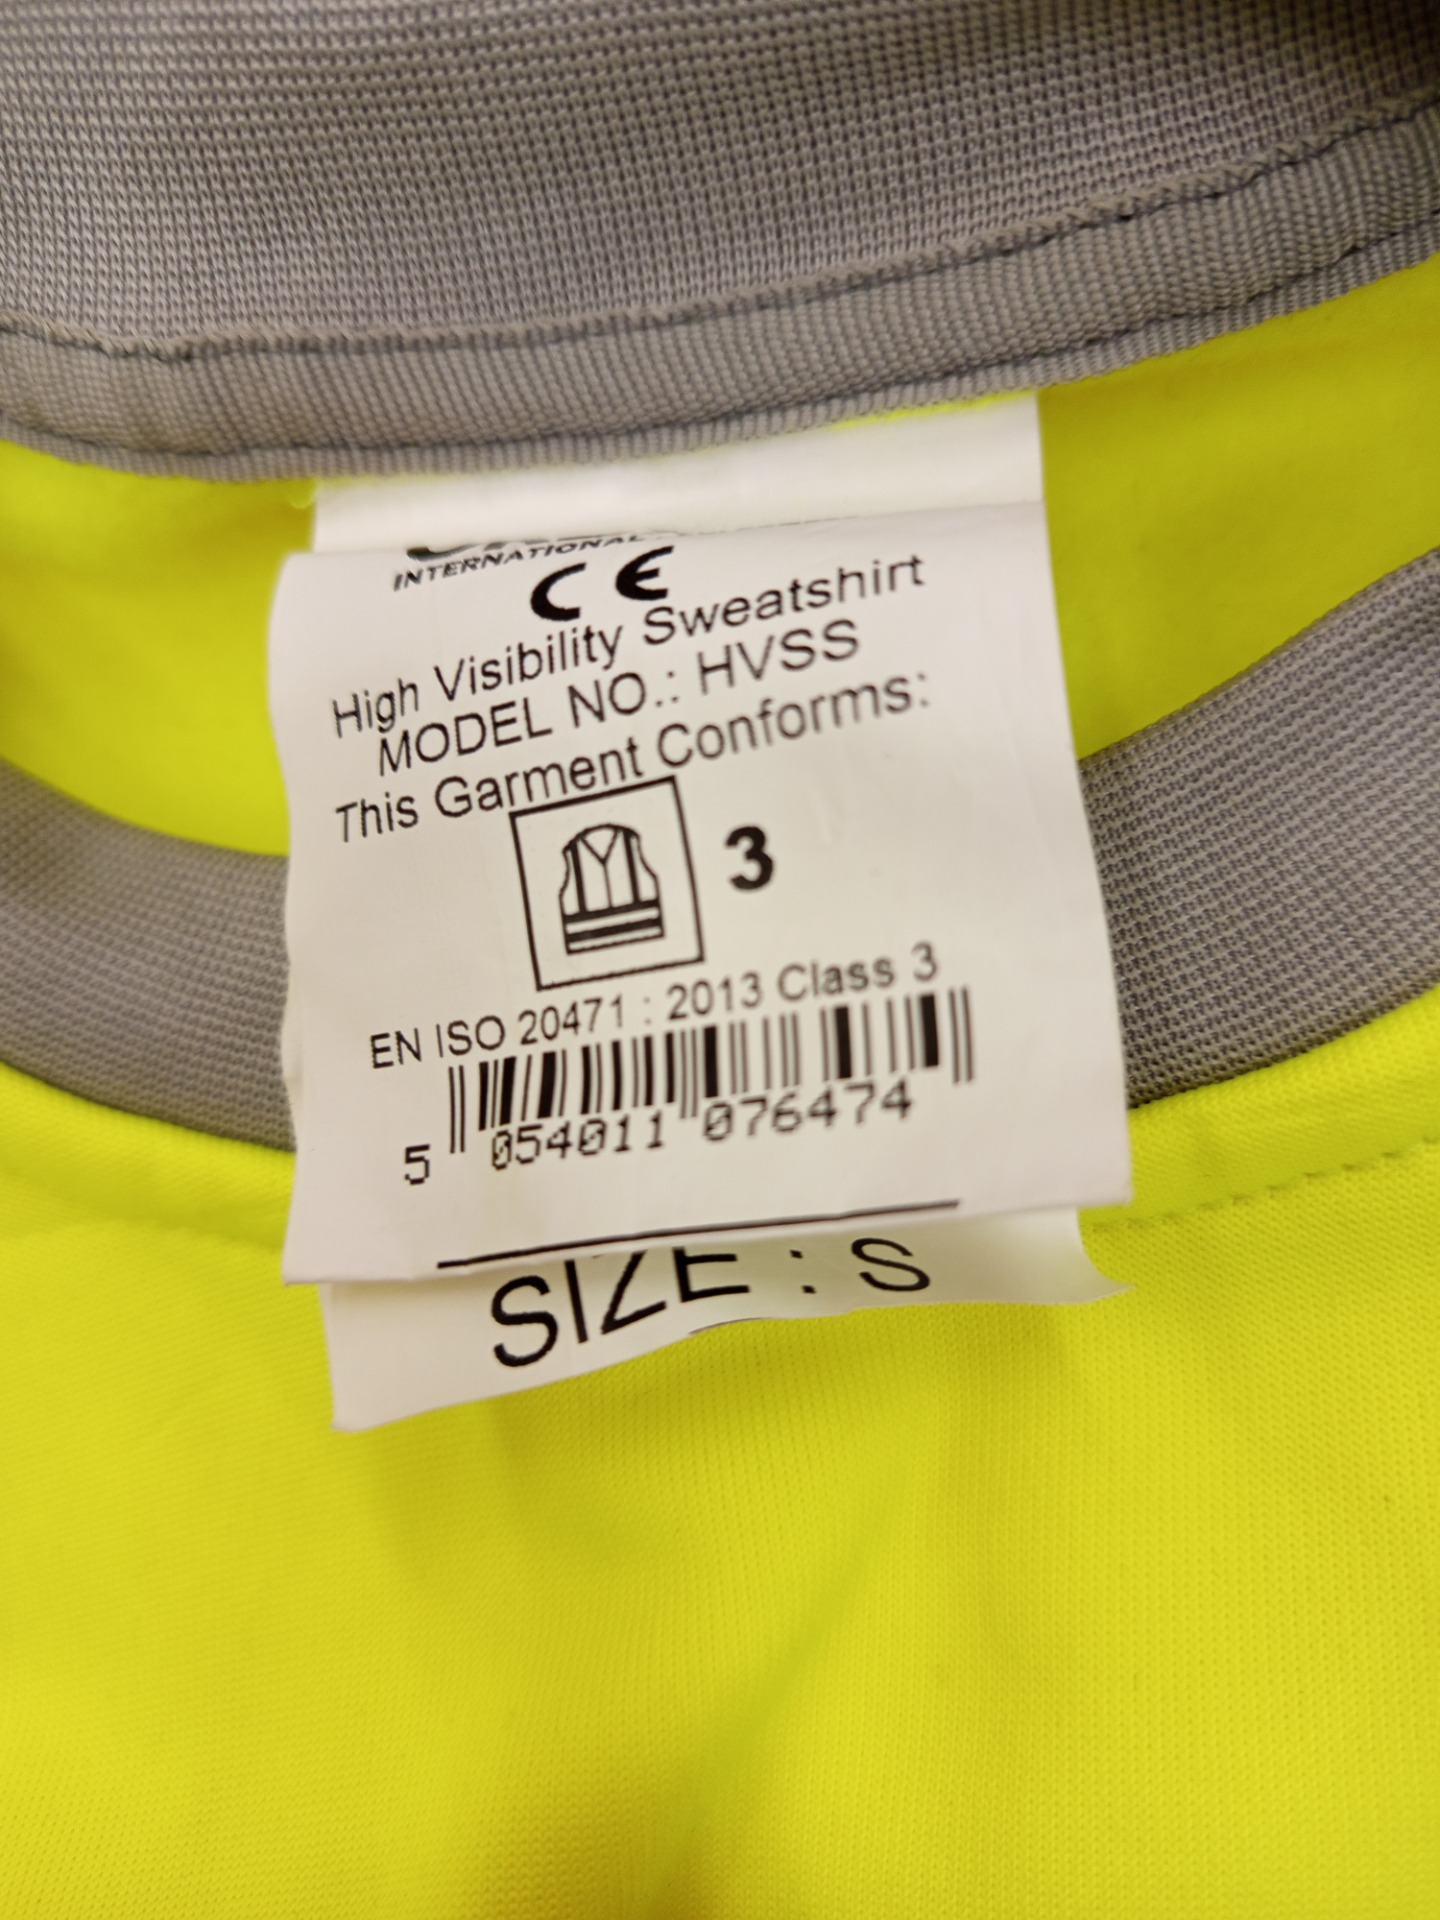 INTERNATIONAL
CE
High Visibility Sweatshirt
MODEL NO.: HVSS
This Garment Conforms:
3
EN ISO 20471 : 2013 Class 3
5 054011 076474
SIZE : S